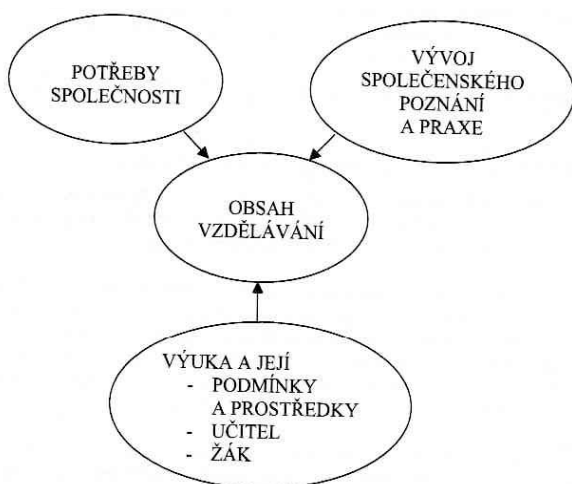 POTŘEBY
SPOLEČNOSTI
VÝVOJ
SPOLEČENSKÉHO
POZNÁNÍ
A PRAXE
OBSAH
VZDĚLÁVÁNÍ
VÝUKA A JEJÍ
- PODMÍNKY
A PROSTŘEDKY
- UČITEL
- ŽÁK